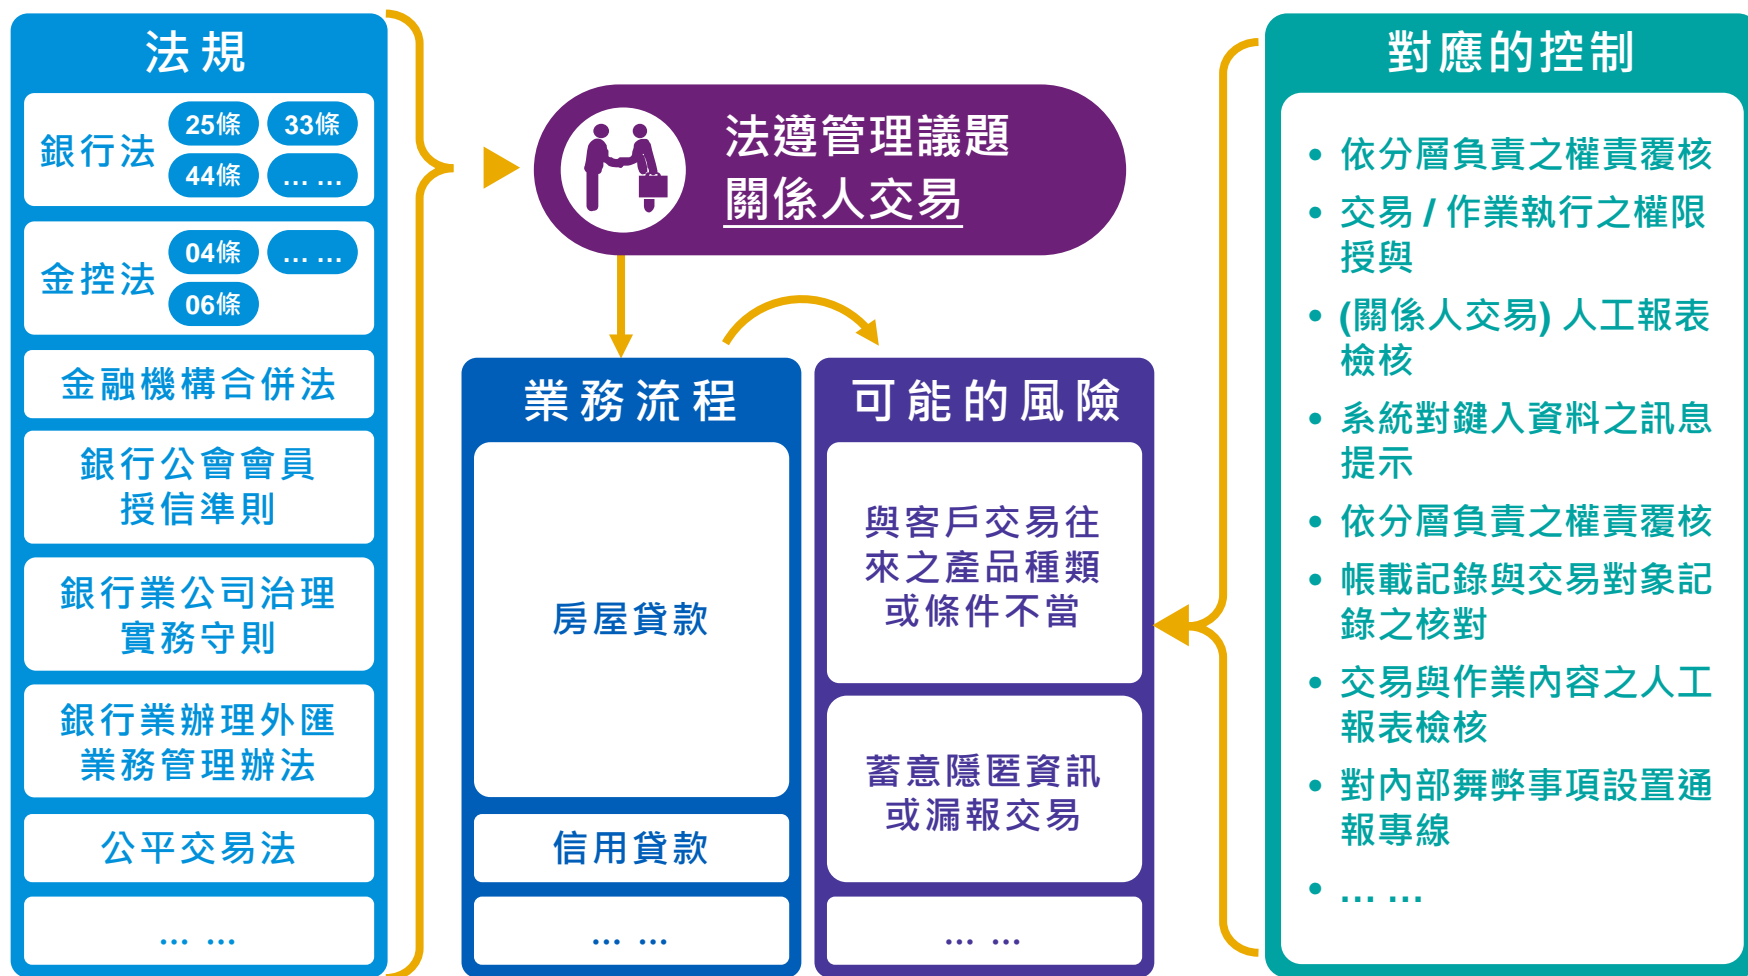 法規
銀行法
25條
33條
44條
... ...
金控法
04條
... ...
06條
金融機構合併法
銀行公會會員
授信準則
銀行業公司治理
實務守則
銀行業辦理外匯
業務管理辦法
公平交易法
... ...
法遵管理議題
關係人交易
業務流程
房屋貸款
信用貸款
... ...
可能的風險
與客戶交易往
來之產品種類
或條件不當
蓄意隱匿資訊
或漏報交易
... ...
對應的控制
• 依分層負責之權責覆核
• 交易 / 作業執行之權限
授與
• (關係人交易) 人工報表
檢核
• 系統對鍵入資料之訊息
提示
• 依分層負責之權責覆核
• 帳載記錄與交易對象記
錄之核對
• 交易與作業內容之人工
報表檢核
• 對內部舞弊事項設置通
報專線
• ... ...